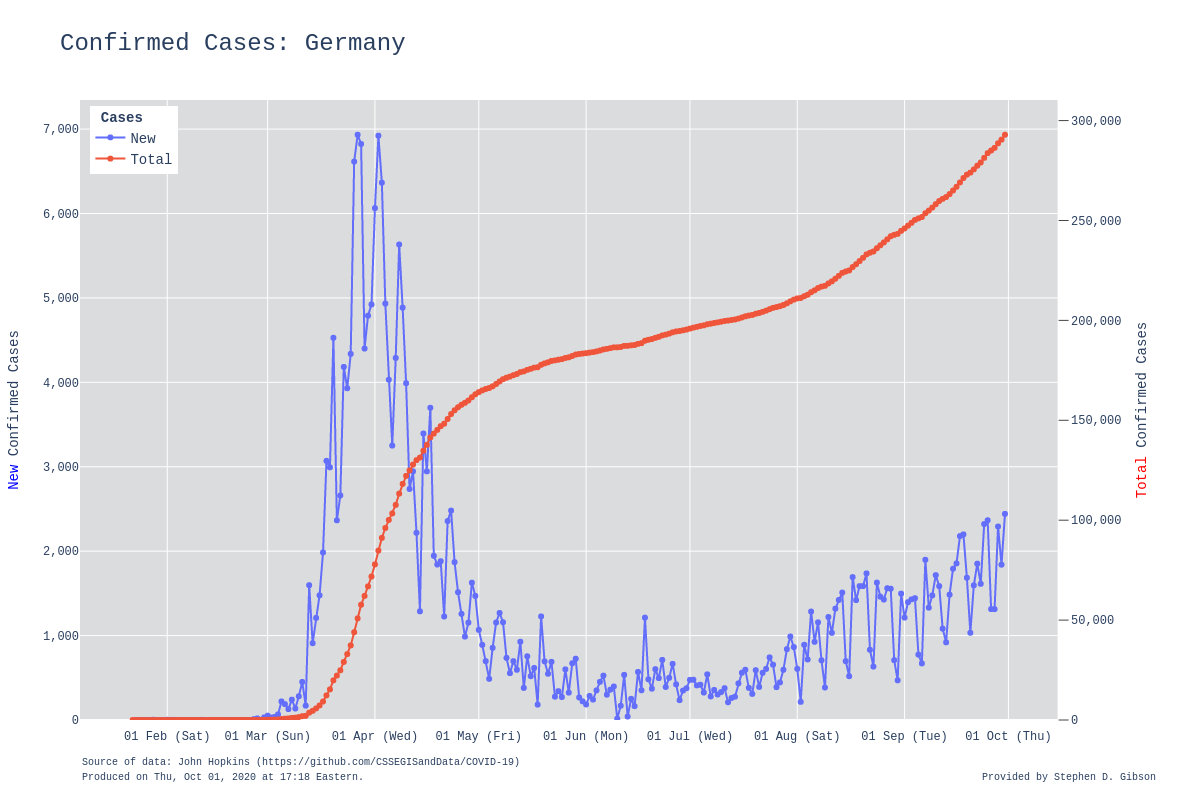 Confirmed Cases: Germany
Cases
New
Total
7,000
6,000
5,000
4,000
3,000
2,000
1,000
0
New Confirmed Cases
300,000
250,000
200,000
150,000
100,000
50,000
0
Total Confirmed Cases
01 Feb (Sat) 01 Mar (Sun) 01 Apr (Wed) 01 May (Fri) 01 Jun (Mon) 01 Jul (Wed) 01 Aug (Sat) 01 Sep (Tue) 01 Oct (Thu)
Source of data: John Hopkins (https://github.com/CSSEGISandData/COVID-19)
Produced on Thu, Oct 01, 2020 at 17:18 Eastern.
Provided by Stephen D. Gibson